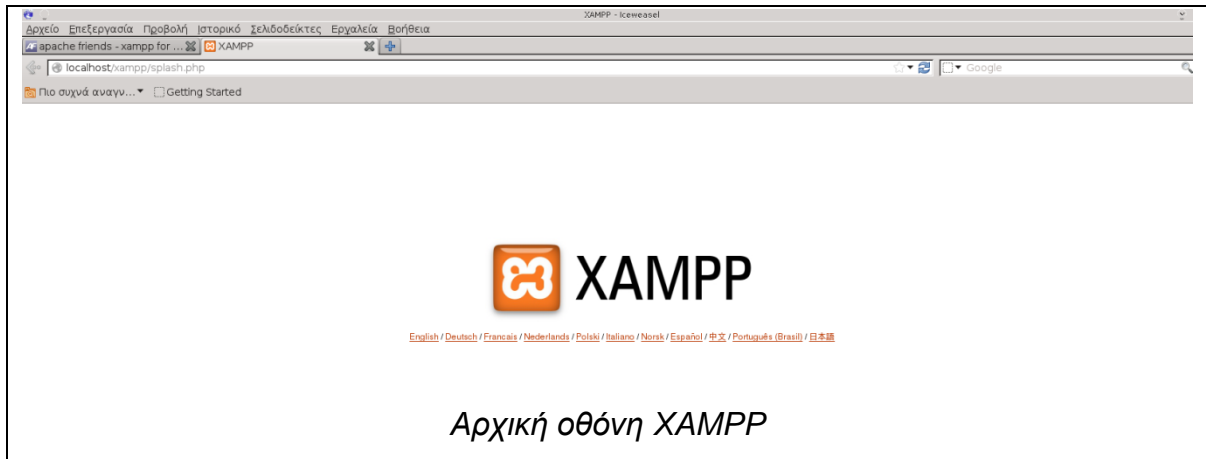 XAMPP - Iceweasel
Αρχείο Επεξεργασία Προβολή Ιστορικό Σελιδοδείκτες Εργαλεία Βοήθεια
apache friends - xampp for ... XAMPP
localhost/xampp/splash.php Google
Πιο συχνά αναγν... Getting Started
XAMPP
English / Deutsch / Francais / Nederlands / Polski / Italiano / Norsk / Español / 中文 / Português (Brasil) / 日本語
Αρχική οθόνη XAMPP